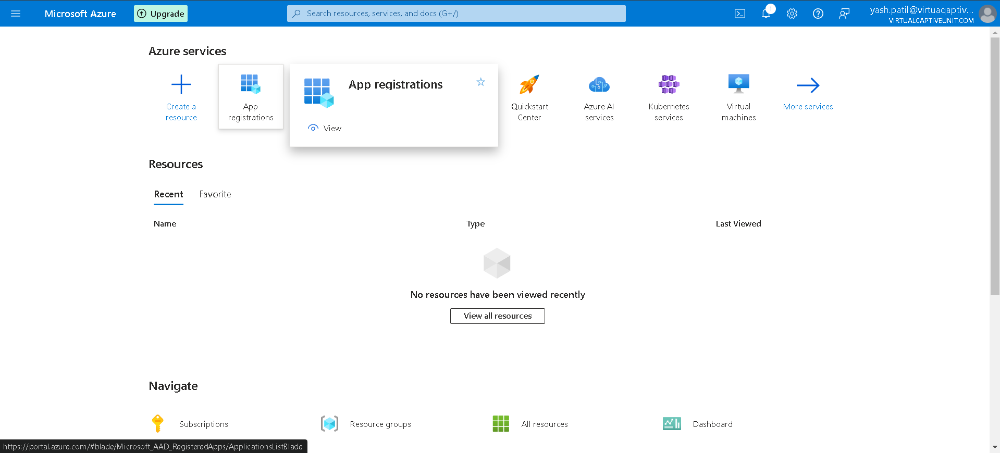 Microsoft Azure
Upgrade
Search resources, services, and docs (G+/)
1
yash.patil@virtuaqaptiv...
VIRTUALCAPTIVEUNIT.COM
Azure services
Create a
resource
App
registrations
App registrations
View
Quickstart
Center
Azure AI
services
Kubernetes
services
Virtual
machines
More services
Resources
Recent
Favorite
Name
Type
Last Viewed
No resources have been viewed recently
View all resources
Navigate
Subscriptions
Resource groups
All resources
Dashboard
https://portal.azure.com/#blade/Microsoft_AAD_RegisteredApps/ApplicationsListBlade